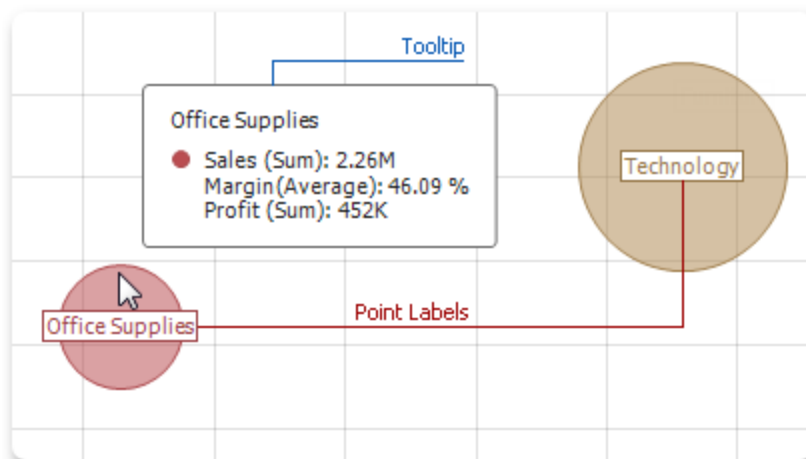 Tooltip
Office Supplies
Sales (Sum): 2.26M
Margin(Average): 46.09 %
Profit (Sum): 452K
Technology
Point Labels
Office Supplies